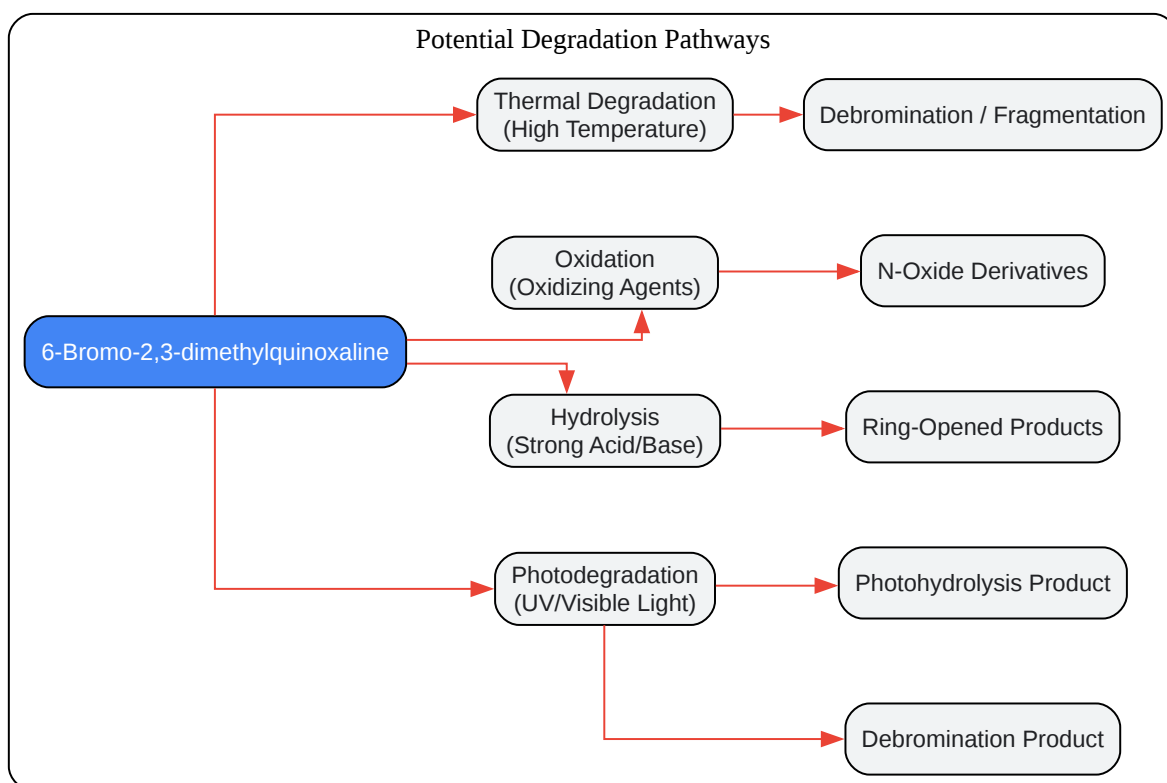 Potential Degradation Pathways
Thermal Degradation
(High Temperature)
Debromination / Fragmentation
Oxidation
(Oxidizing Agents)
N-Oxide Derivatives
6-Bromo-2,3-dimethylquinoxaline
Hydrolysis
(Strong Acid/Base)
Ring-Opened Products
Photodegradation
(UV/Visible Light)
Photohydrolysis Product
Debromination Product